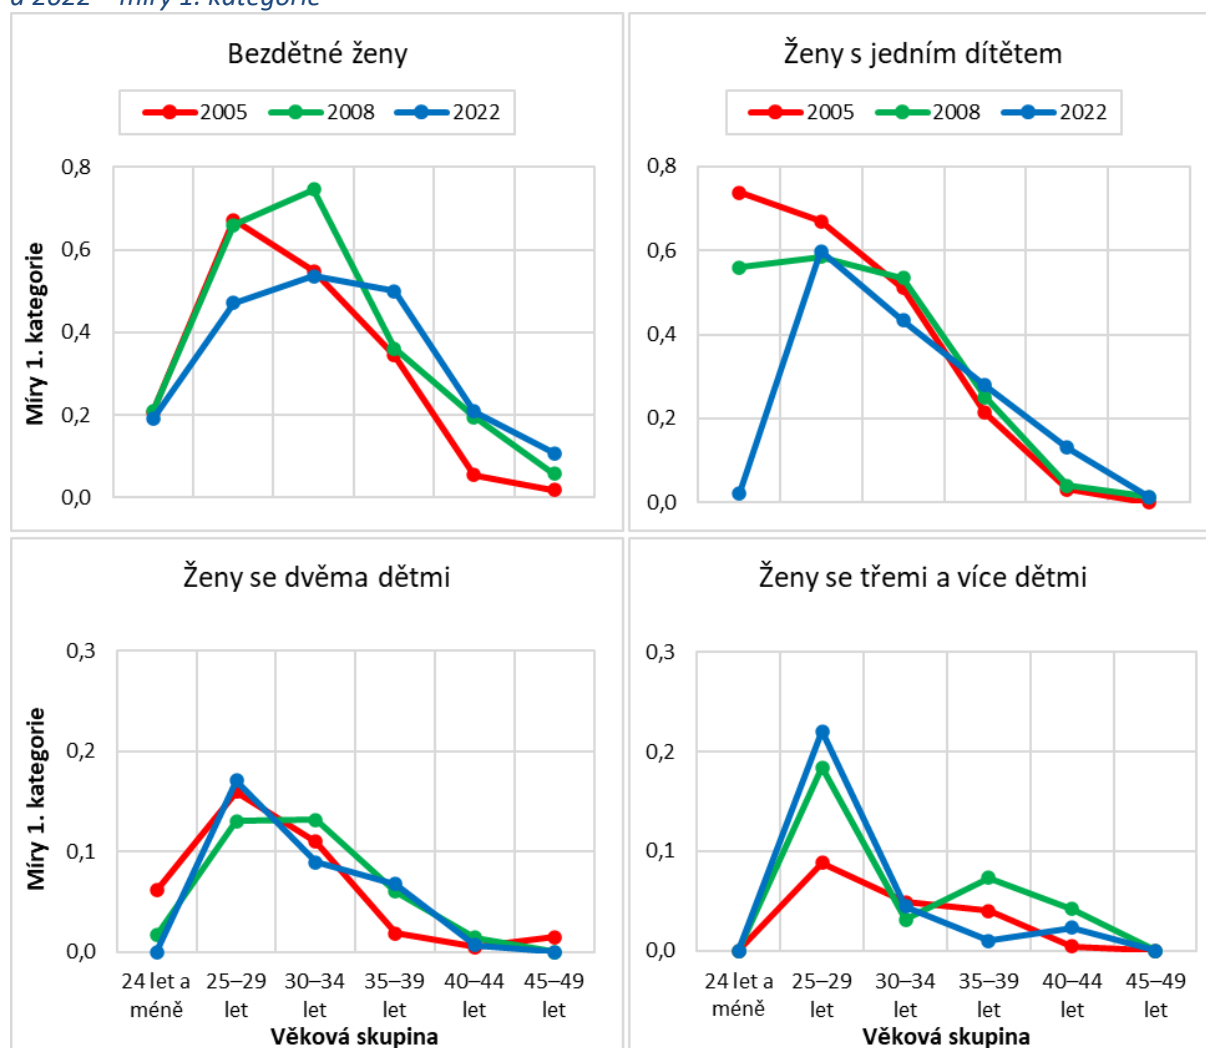 a 2022 – míry 1. kategorie
Bezdětné ženy
2005 2008 2022
0,8
0,6
0,4
0,2
0,0
Míry 1. kategorie
Ženy s jedním dítětem
2005 2008 2022
0,8
0,6
0,4
0,2
0,0
Ženy se dvěma dětmi
0,3
0,2
0,1
0,0
Míry 1. kategorie
24 let a 25–29 30–34 35–39 40–44 45–49
méně let let let let let
Věková skupina
Ženy se třemi a více dětmi
0,3
0,2
0,1
0,0
24 let a 25–29 30–34 35–39 40–44 45–49
méně let let let let let
Věková skupina